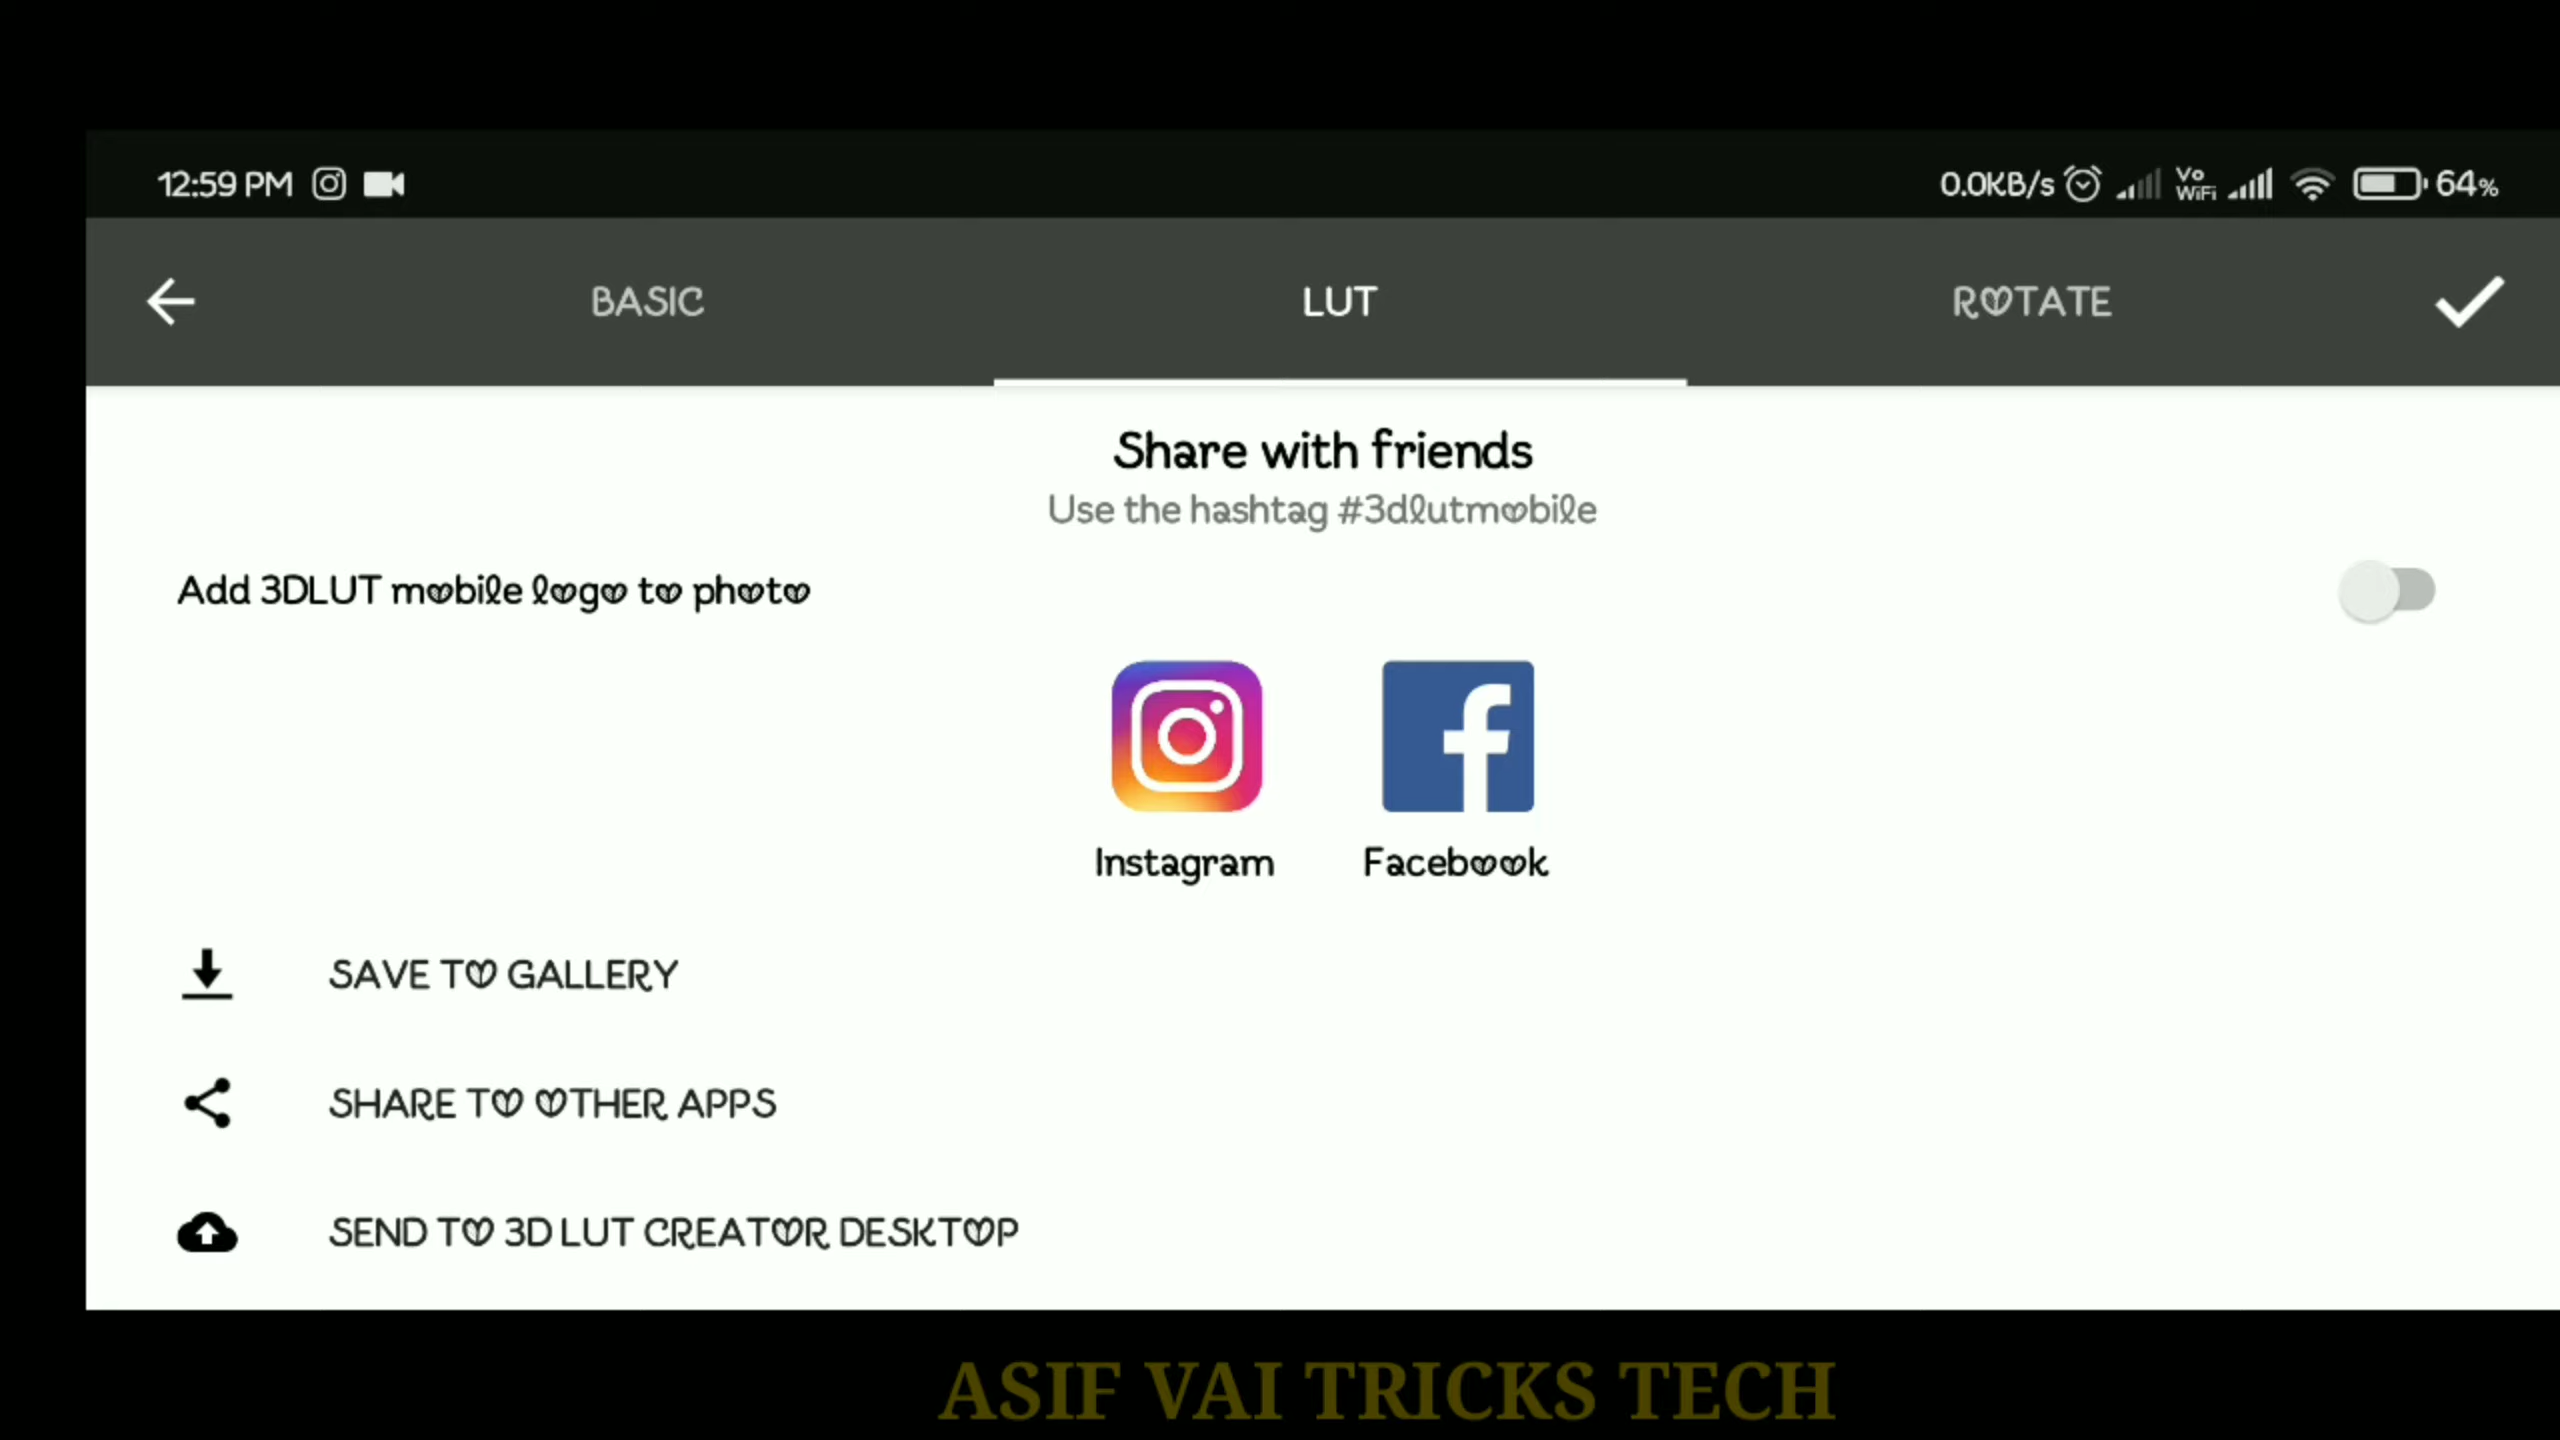 12:59 PM 0.0KB/s Vo WiFi 64%
BASIC LUT ROTATE
Share with friends
Use the hashtag #3dlutmobile
Add 3DLUT mobile logo to photo
Instagram Facebook
SAVE TO GALLERY
SHARE TO OTHER APPS
SEND TO 3D LUT CREATOR DESKTOP
ASIF VAI TRICKS TECH